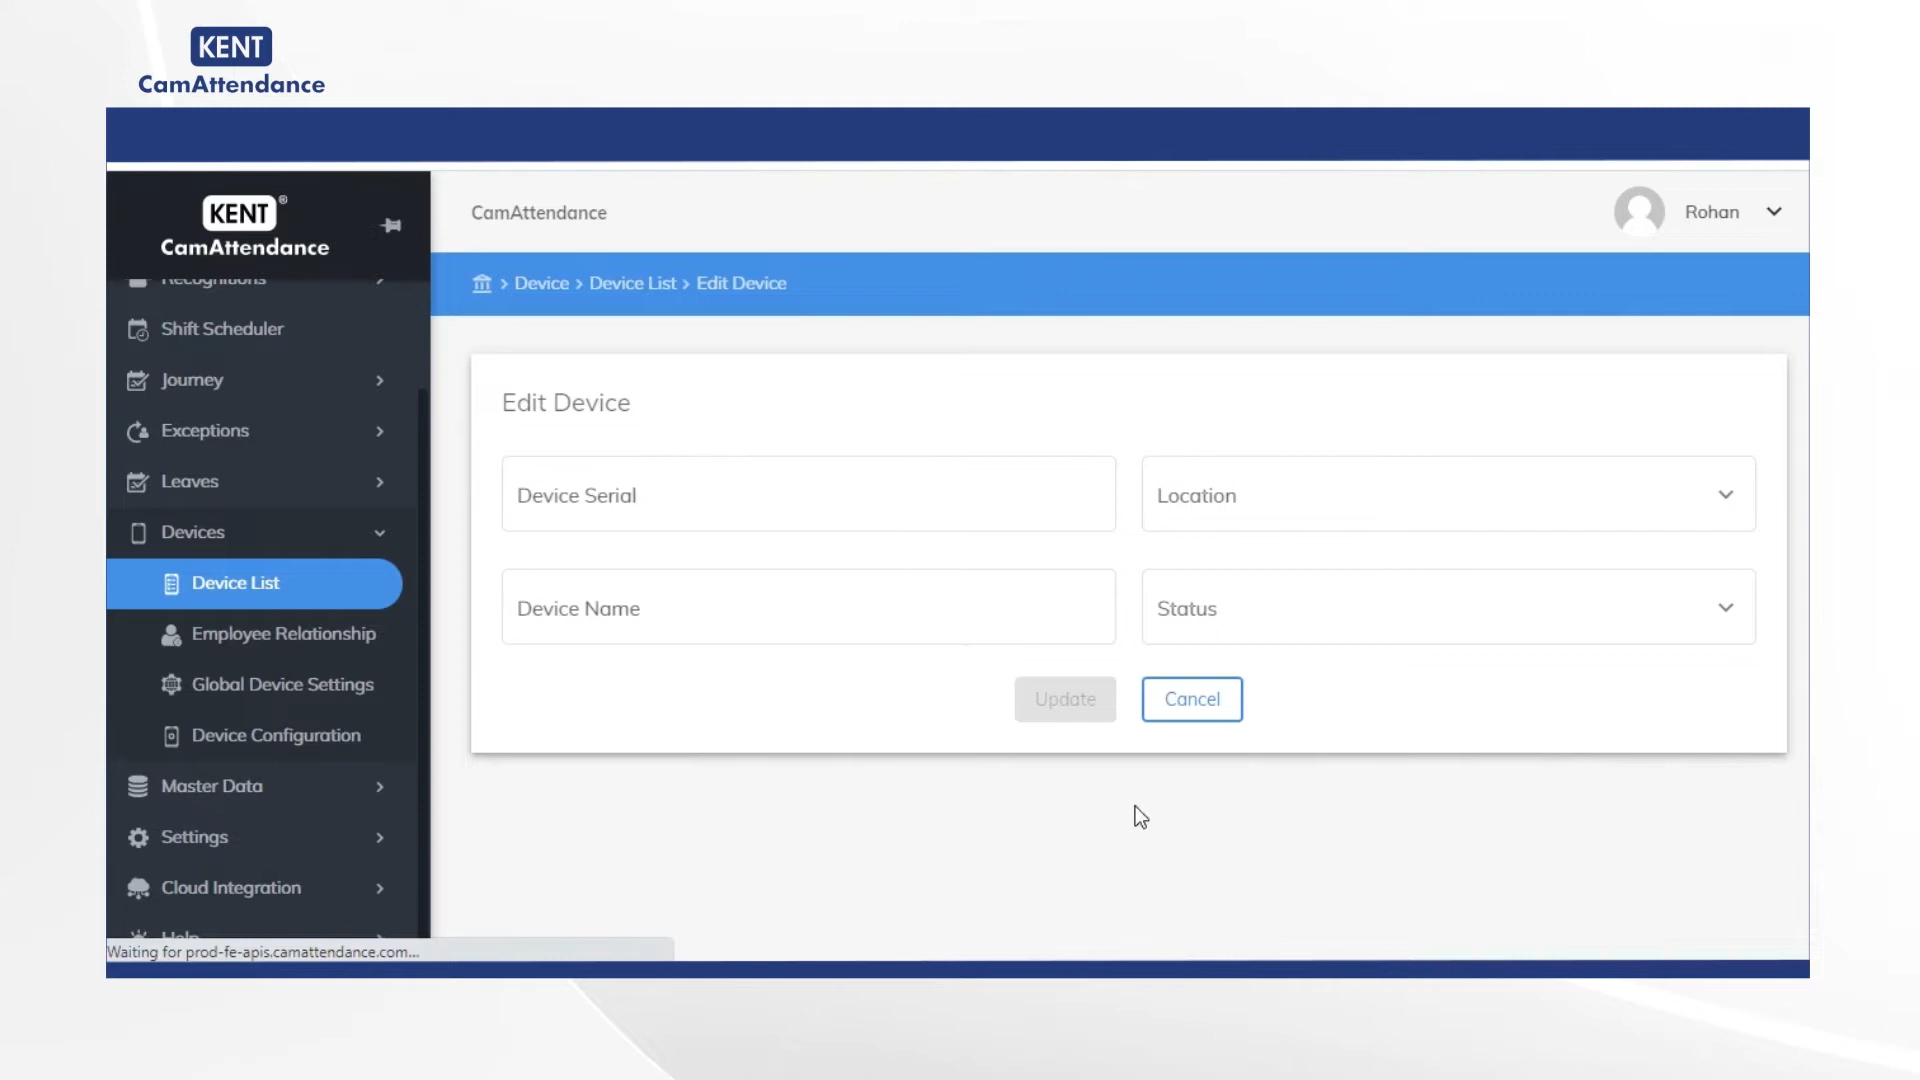 KENT
CamAttendance
KENT®
CamAttendance
CamAttendance
Rohan
> Device > Device List > Edit Device
Recognitions
Shift Scheduler
Journey
Exceptions
Leaves
Devices
Device List
Employee Relationship
Global Device Settings
Device Configuration
Master Data
Settings
Cloud Integration
Help
Edit Device
Device Serial
Location
Device Name
Status
Update
Cancel
Waiting for prod-fe-apis.camattendance.com...